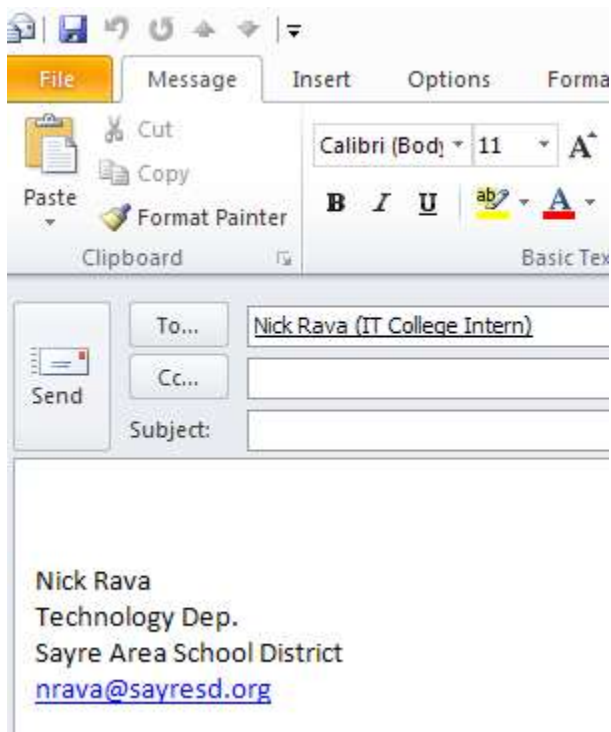 File Message Insert Options Forma
Cut
Copy
Paste
Format Painter
Clipboard
Calibri (Body 11 A
B I U ab A
Basic Tex
To... Nick Rava (IT College Intern)
Cc...
Send
Subject:
Nick Rava
Technology Dep.
Sayre Area School District
nrava@sayresd.org